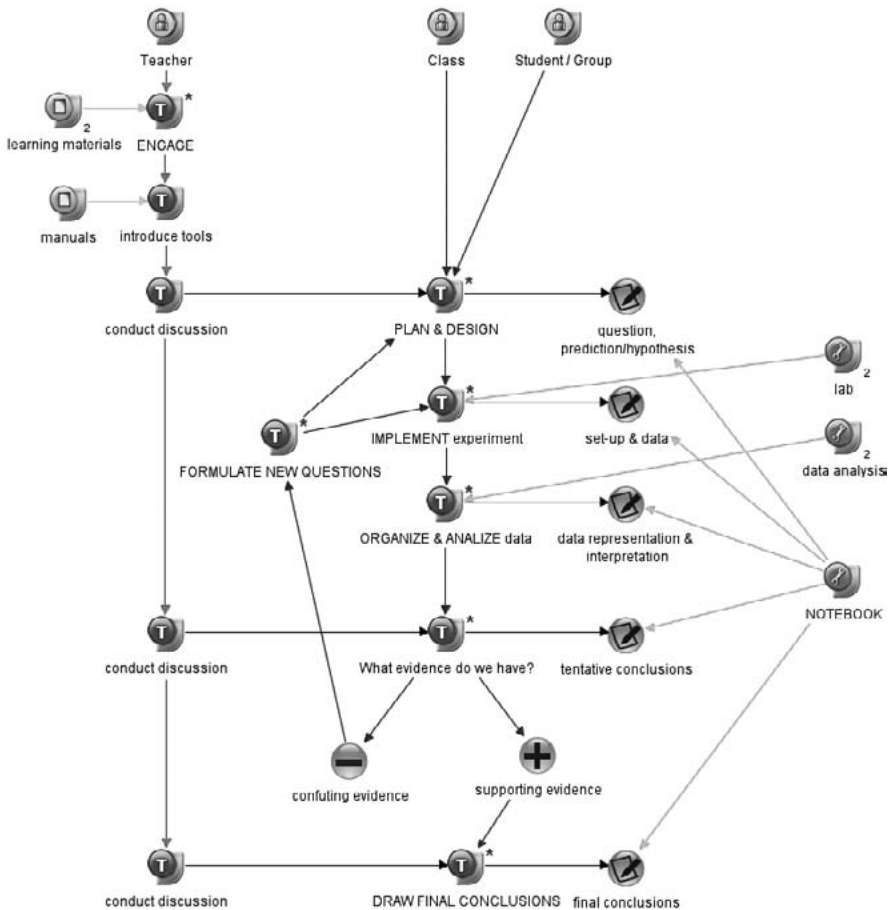 Teacher
Class
Student / Group
T
*
2
learning materials
ENGAGE
T
manuals
introduce tools
T
T
*
conduct discussion
PLAN & DESIGN
question,
prediction/hypothesis
2
lab
T
*
T
*
IMPLEMENT experiment
set-up & data
FORMULATE NEW QUESTIONS
2
data analysis
T
*
ORGANIZE & ANALIZE data
data representation &
interpretation
NOTEBOOK
T
T
*
conduct discussion
What evidence do we have?
tentative conclusions
confuting evidence
supporting evidence
T
T
*
conduct discussion
DRAW FINAL CONCLUSIONS
final conclusions